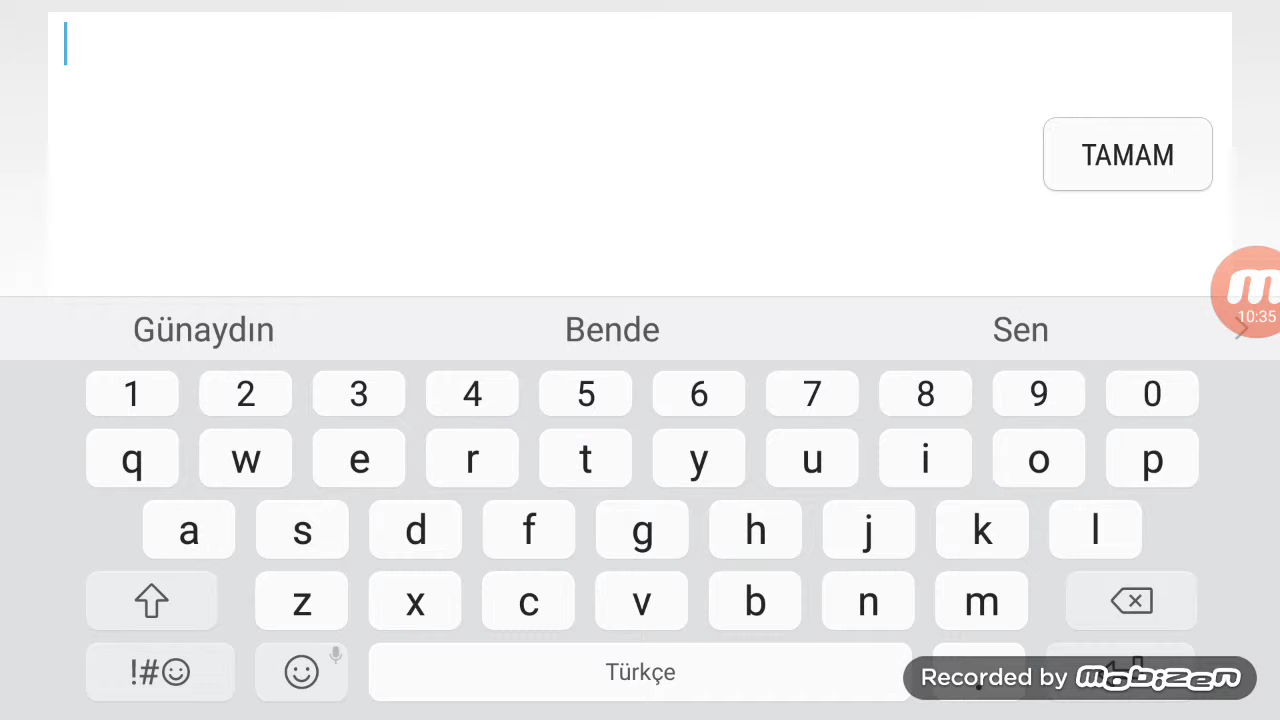 TAMAM
10:35
Günaydın Bende Sen
1 2 3 4 5 6 7 8 9 0
q w e r t y u i o p
a s d f g h j k l
z x c v b n m
!#☺ Türkçe .
Recorded by mobizen